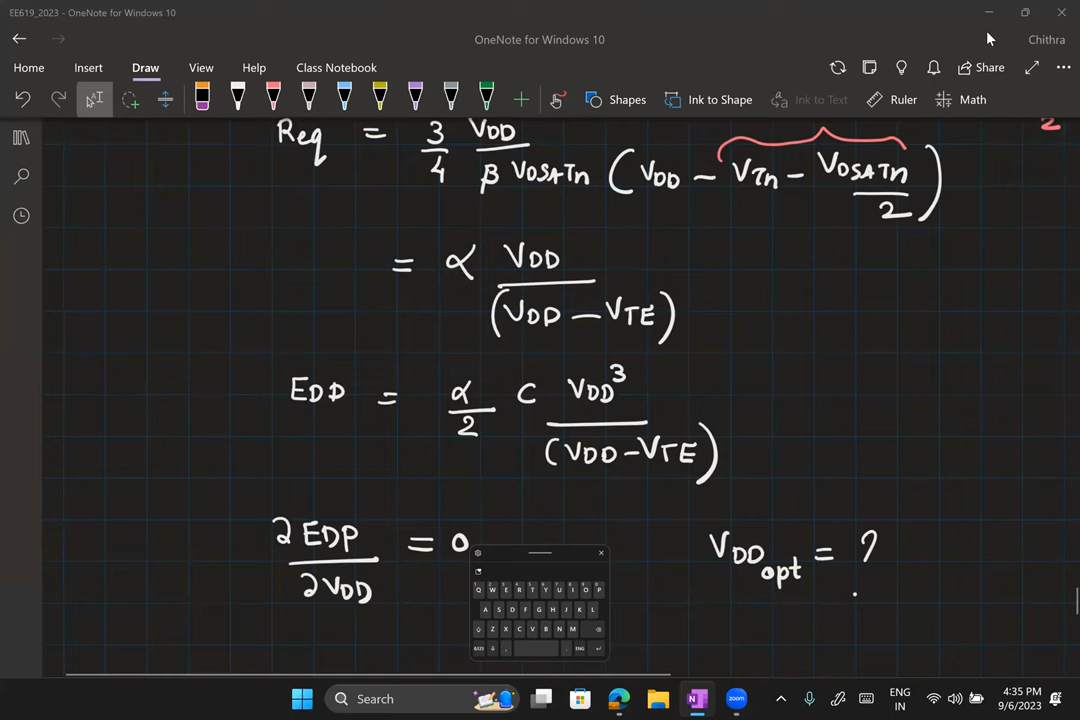 EE619_2023 — OneNote for Windows 10
OneNote for Windows 10
Chithra
Home Insert Draw View Help Class Notebook
Share
Shapes Ink to Shape Ink to Text Ruler Math
2
Req = 3/4 VDD / β VDSATn (VDD − VTn − VDSATn/2)
= α VDD / (VDD − VTE)
EDD = α/2 C VDD³ / (VDD − VTE)
∂EDP / ∂VDD = 0
VDDopt = ?
Q W E R T Y U I O P
A S D F G H J K L
Z X C V B N M
&123 , . ENG
Search
ENG
IN
4:35 PM
9/6/2023